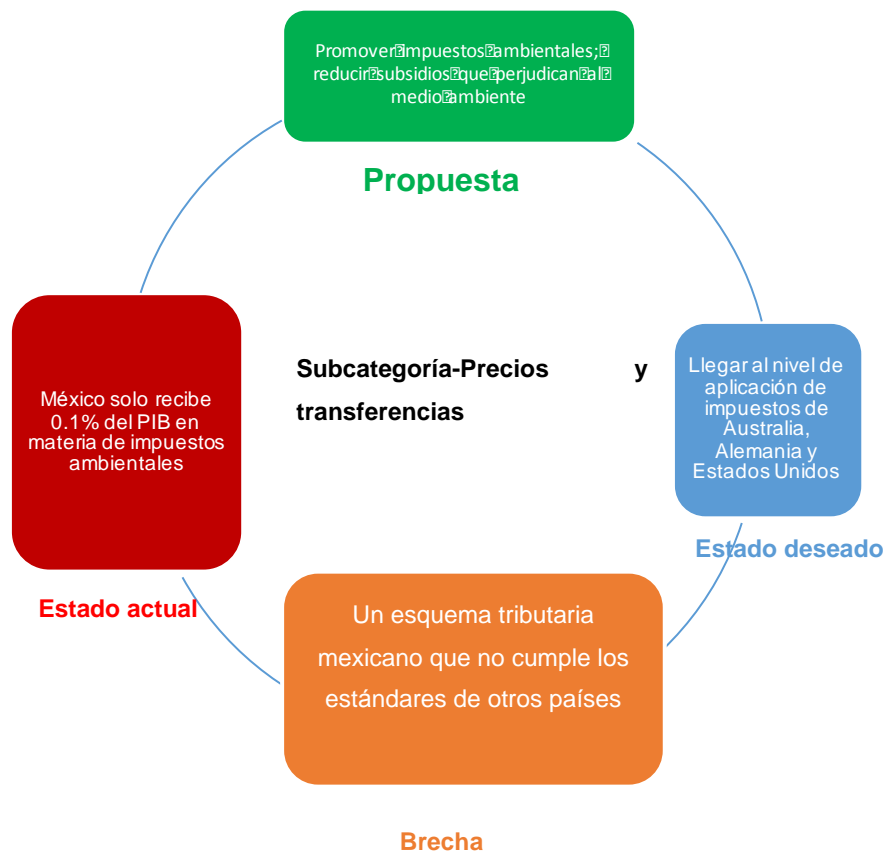 Promover impuestos ambientales;
reducir subsidios que perjudican al
medio ambiente
Propuesta
México solo recibe
0.1% del PIB en
materia de impuestos
ambientales
Estado actual
Subcategoría-Precios y
transferencias
Llegar al nivel de
aplicación de
impuestos de
Australia,
Alemania y
Estados Unidos
Estado deseado
Un esquema tributaria
mexicano que no cumple los
estándares de otros países
Brecha